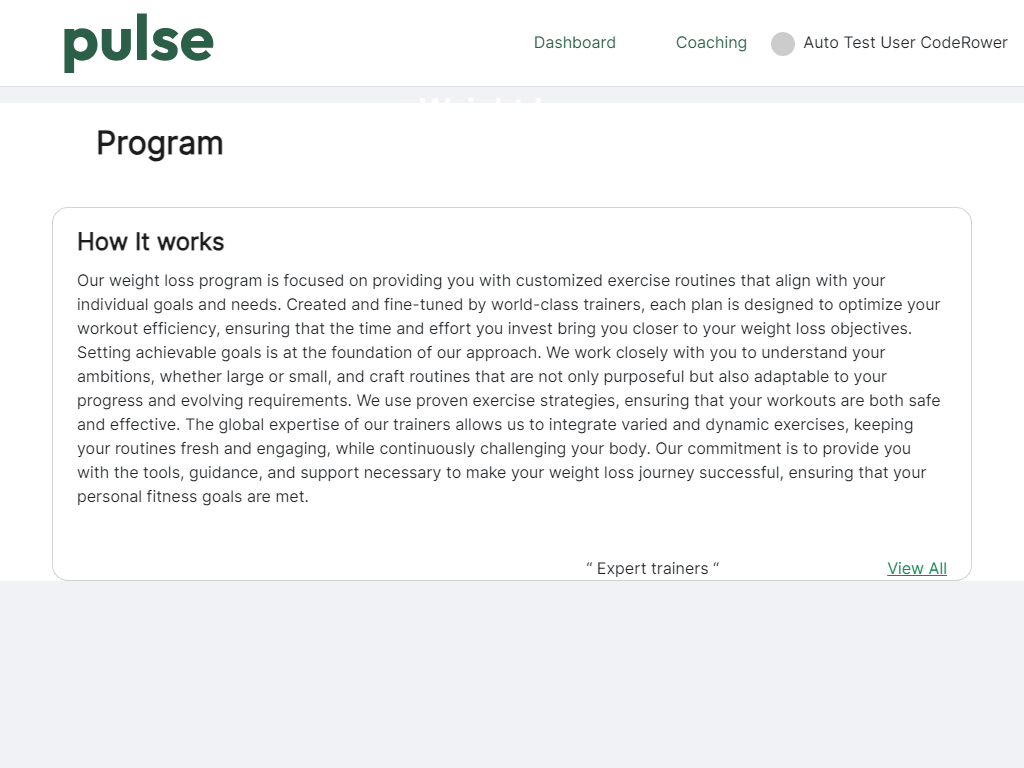 pulse
Dashboard Coaching Auto Test User CodeRower
Program
How It works
Our weight loss program is focused on providing you with customized exercise routines that align with your
individual goals and needs. Created and fine-tuned by world-class trainers, each plan is designed to optimize your
workout efficiency, ensuring that the time and effort you invest bring you closer to your weight loss objectives.
Setting achievable goals is at the foundation of our approach. We work closely with you to understand your
ambitions, whether large or small, and craft routines that are not only purposeful but also adaptable to your
progress and evolving requirements. We use proven exercise strategies, ensuring that your workouts are both safe
and effective. The global expertise of our trainers allows us to integrate varied and dynamic exercises, keeping
your routines fresh and engaging, while continuously challenging your body. Our commitment is to provide you
with the tools, guidance, and support necessary to make your weight loss journey successful, ensuring that your
personal fitness goals are met.
“ Expert trainers “ View All